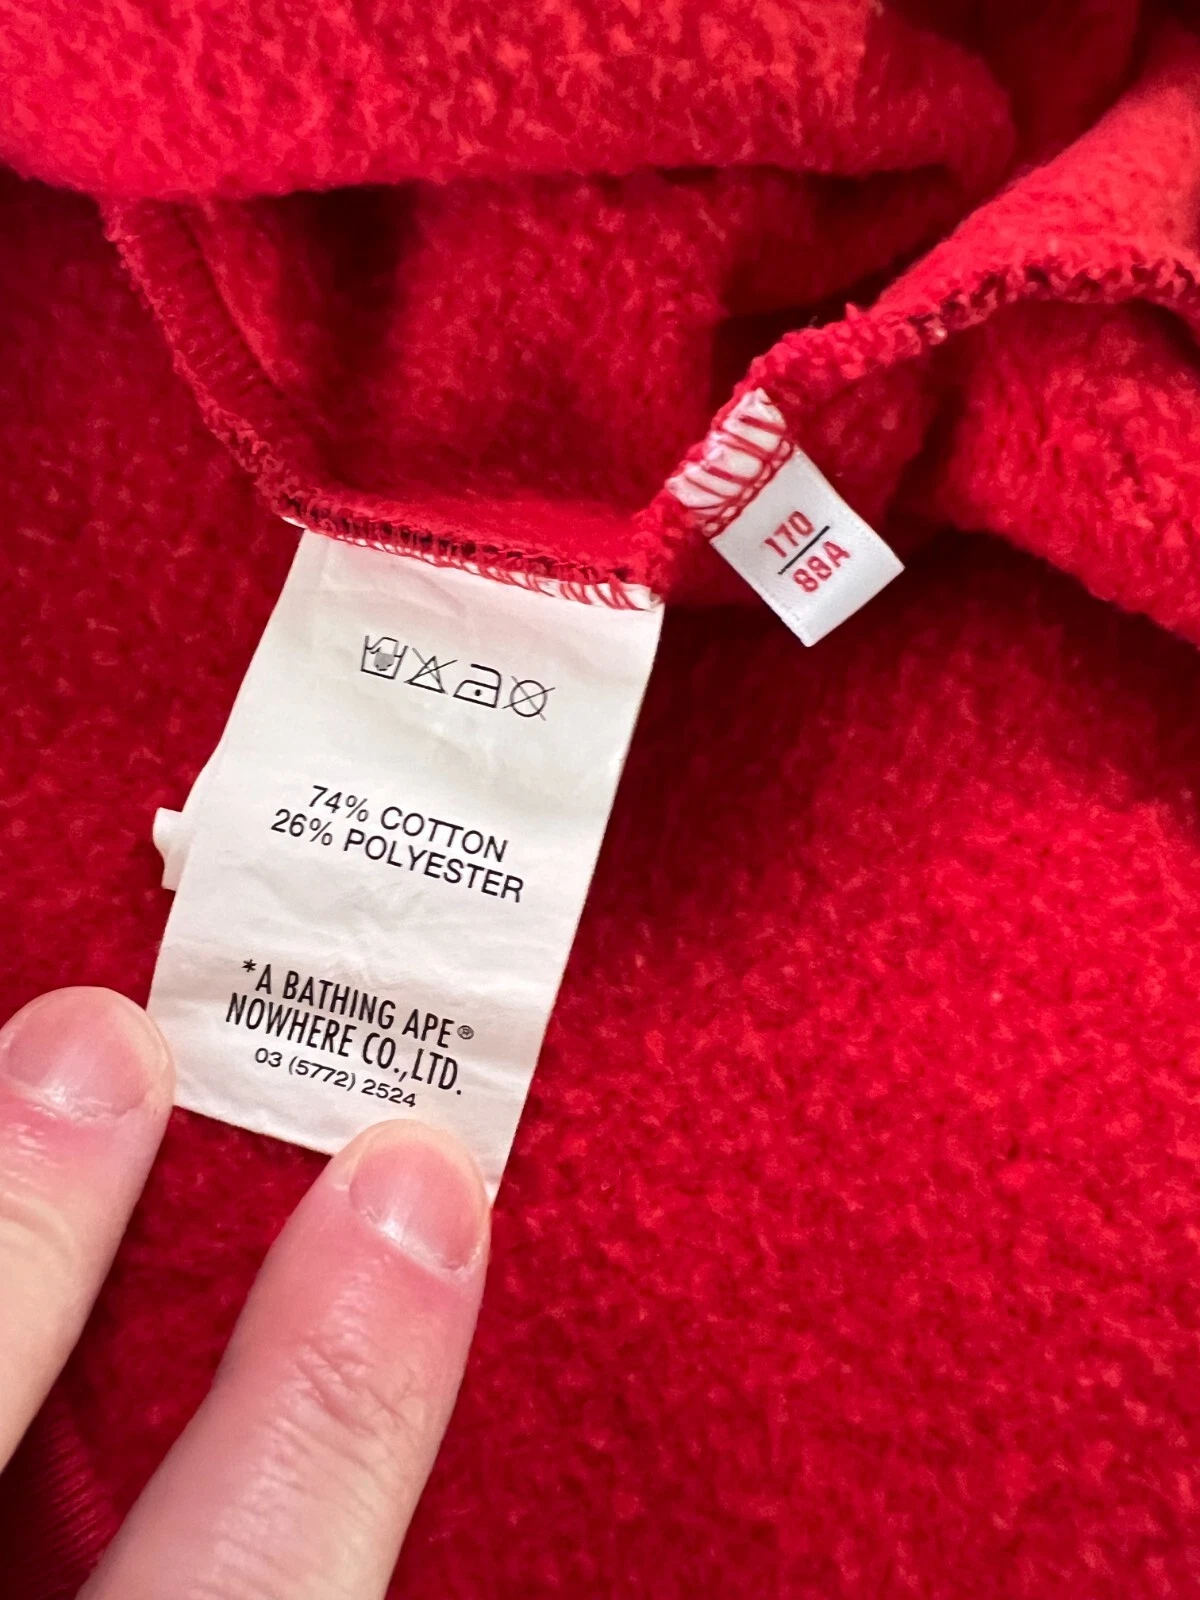 170
88A
74% COTTON
26% POLYESTER
*A BATHING APE®
NOWHERE CO.,LTD.
03 (5772) 2524